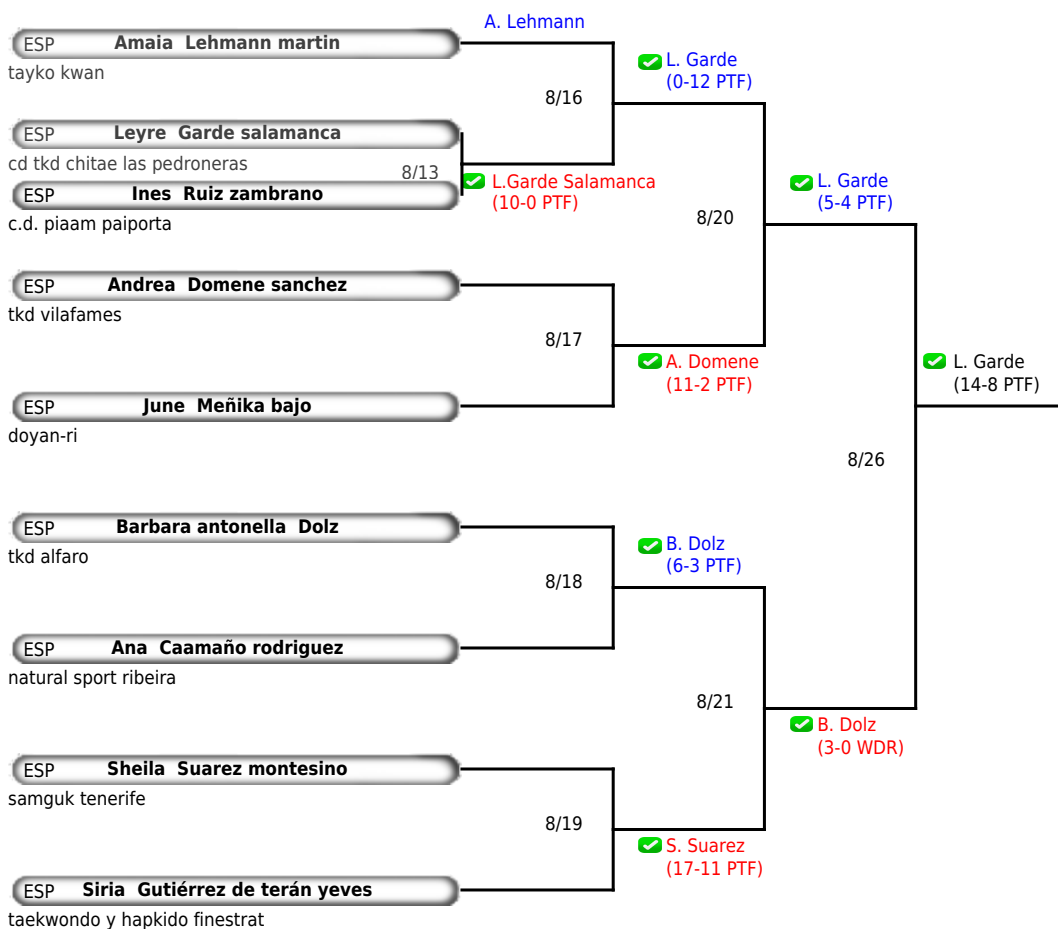 A. Lehmann
ESP Amaia Lehmann martin
tayko kwan
L. Garde
(0-12 PTF)
8/16
ESP Leyre Garde salamanca
cd tkd chitae las pedroneras
8/13
L.Garde Salamanca
(10-0 PTF)
ESP Ines Ruiz zambrano
c.d. piaam paiporta
L. Garde
(5-4 PTF)
8/20
ESP Andrea Domene sanchez
tkd vilafames
8/17
A. Domene
(11-2 PTF)
L. Garde
(14-8 PTF)
ESP June Meñika bajo
doyan-ri
8/26
ESP Barbara antonella Dolz
tkd alfaro
B. Dolz
(6-3 PTF)
8/18
ESP Ana Caamaño rodriguez
natural sport ribeira
8/21
B. Dolz
(3-0 WDR)
ESP Sheila Suarez montesino
samguk tenerife
8/19
S. Suarez
(17-11 PTF)
ESP Siria Gutiérrez de terán yeves
taekwondo y hapkido finestrat